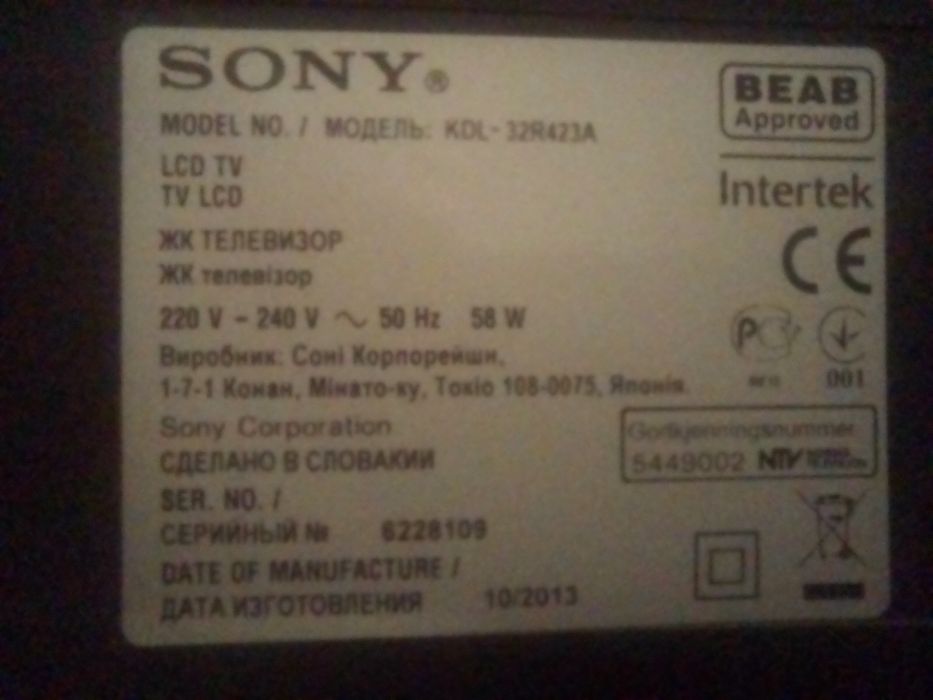 SONY®
BEAB
Approved
MODEL NO. / МОДЕЛЬ: KDL-32R423A
LCD TV
TV LCD
Intertek
ЖК ТЕЛЕВИЗОР
ЖК телевізор
CE
220 V – 240 V ~ 50 Hz 58 W
Виробник: Соні Корпорейшн,
1-7-1 Конан, Мінато-ку, Токіо 108-0075, Японія.
001
Sony Corporation
Godkjenningsnummer
СДЕЛАНО В СЛОВАКИИ
5449002 NTV
SER. NO. /
СЕРИЙНЫЙ № 6228109
DATE OF MANUFACTURE /
ДАТА ИЗГОТОВЛЕНИЯ 10/2013